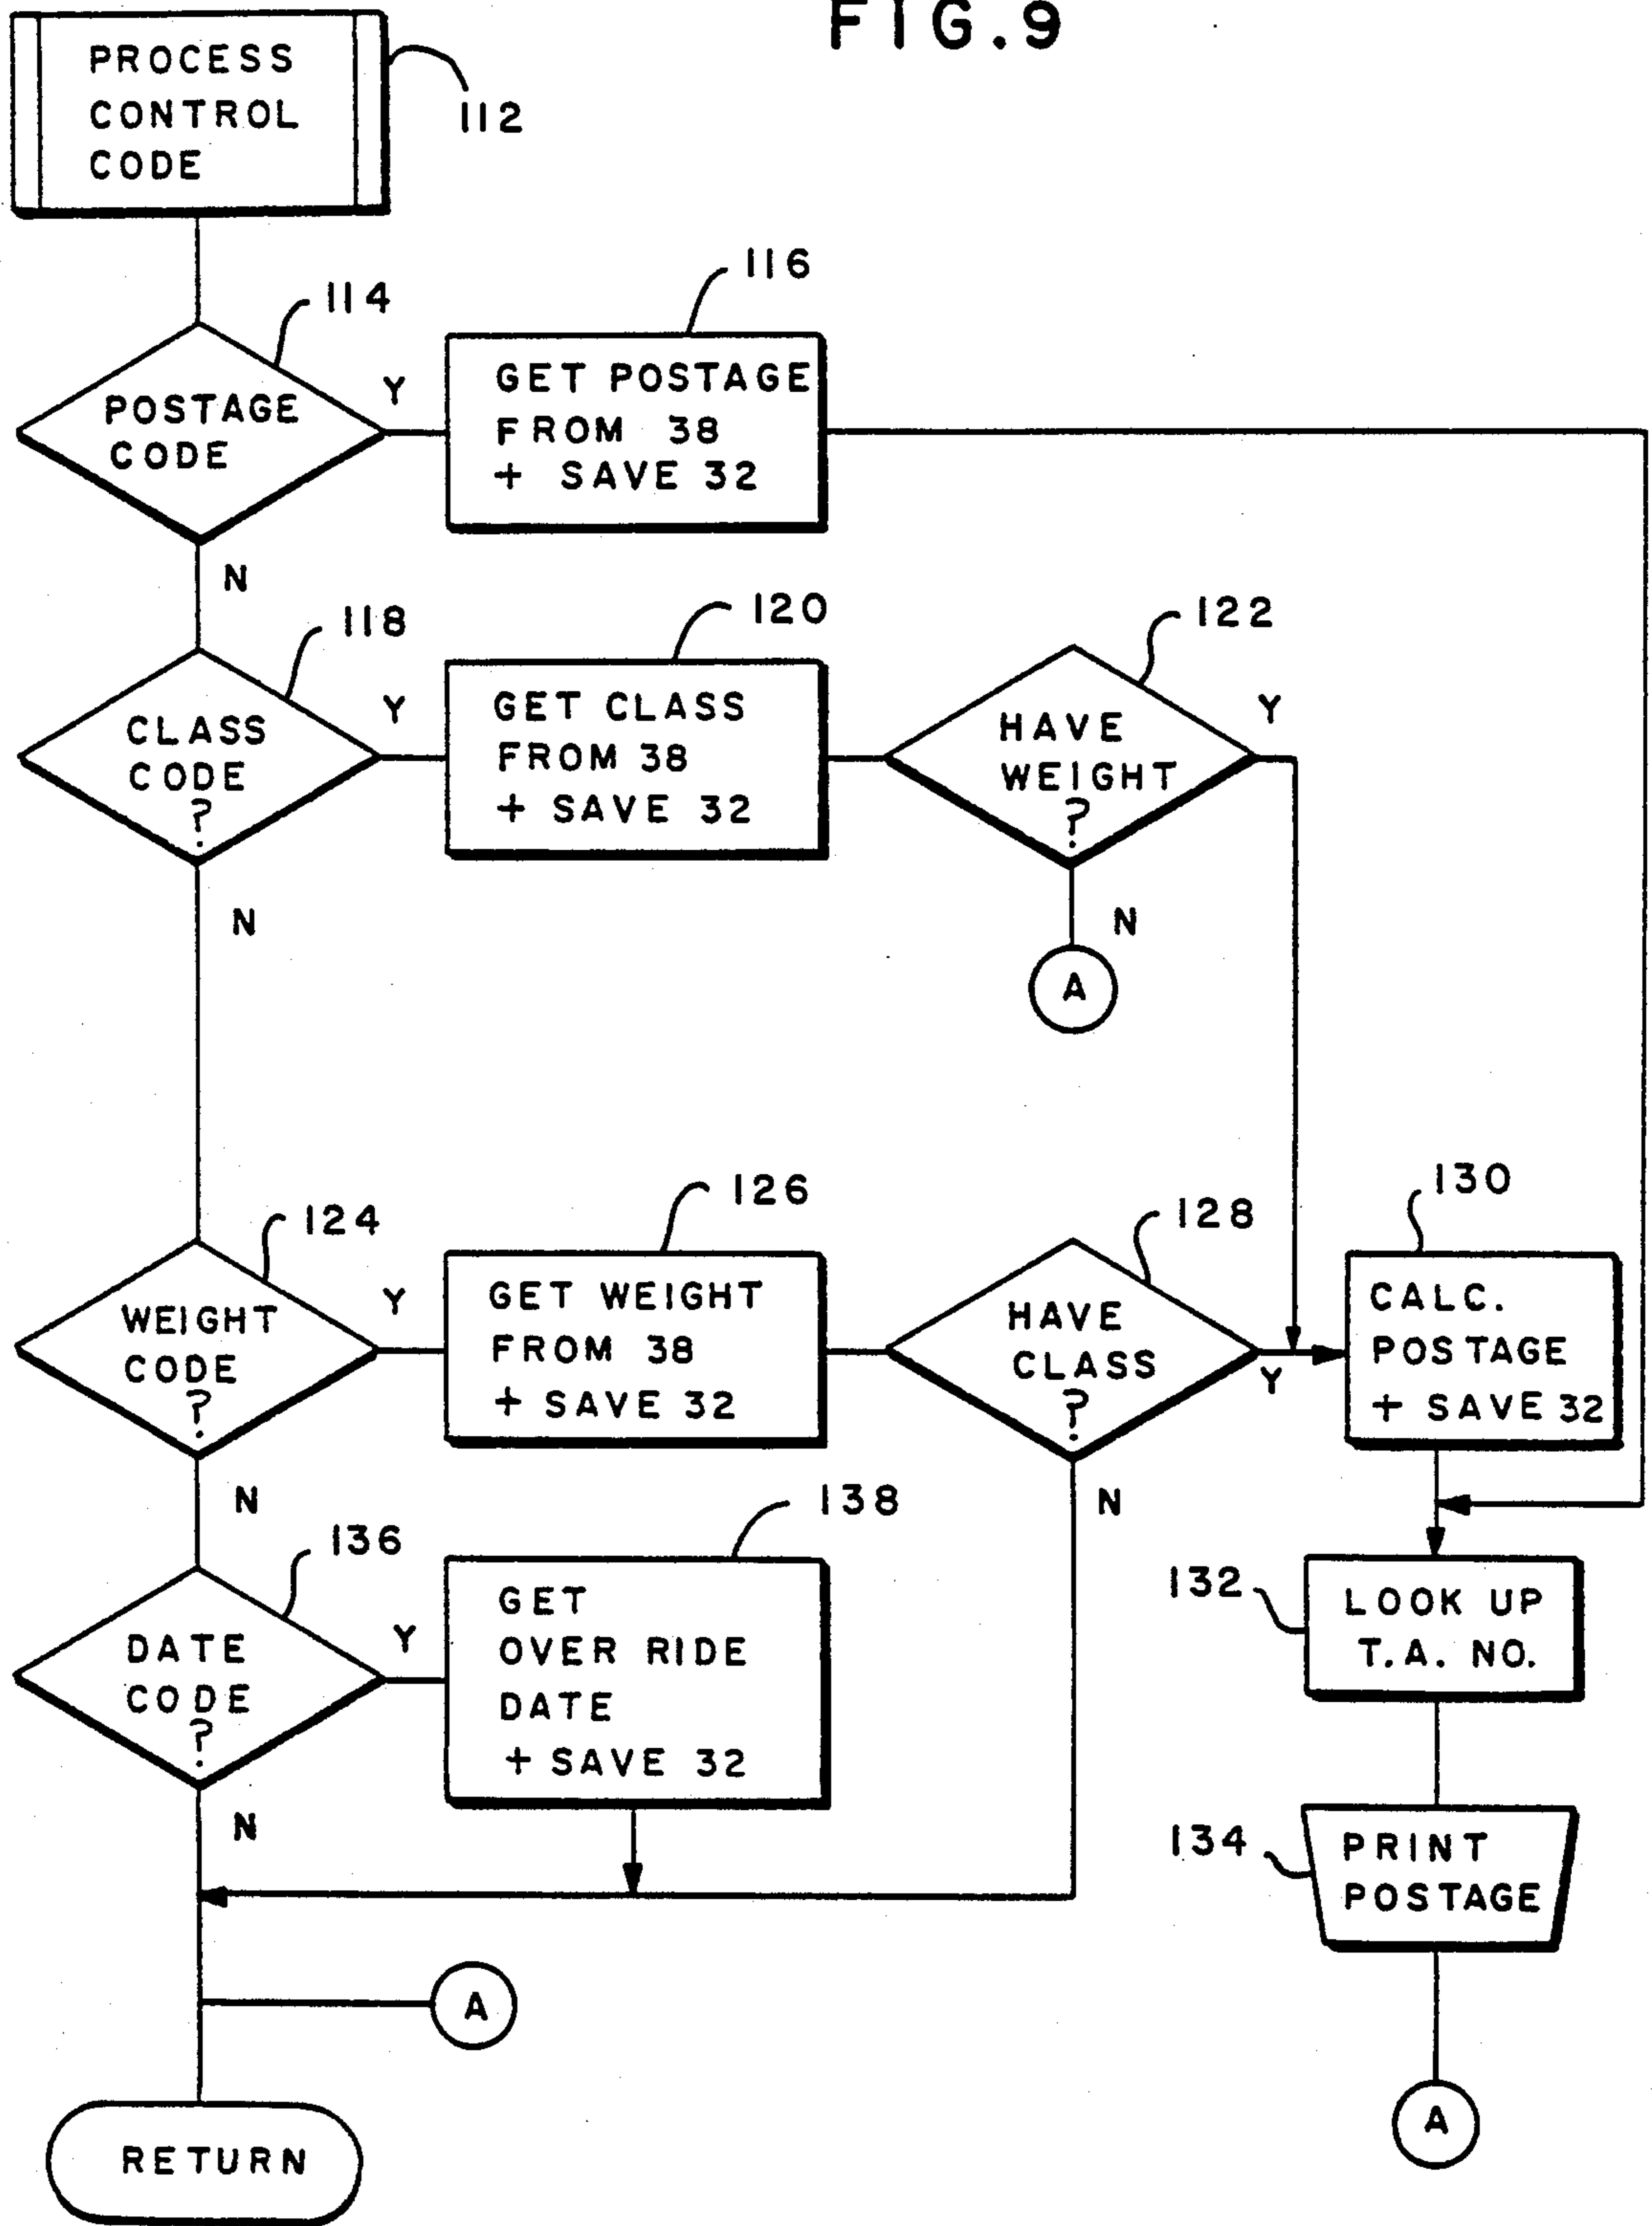 FIG.9
PROCESS
CONTROL
CODE
112
114
POSTAGE
CODE
Y
N
116
GET POSTAGE
FROM 38
+ SAVE 32
118
CLASS
CODE
?
Y
N
120
GET CLASS
FROM 38
+ SAVE 32
122
HAVE
WEIGHT
?
Y
N
A
124
WEIGHT
CODE
?
Y
N
126
GET WEIGHT
FROM 38
+ SAVE 32
128
HAVE
CLASS
?
Y
N
130
CALC.
POSTAGE
+ SAVE 32
136
DATE
CODE
?
Y
N
138
GET
OVER RIDE
DATE
+ SAVE 32
132
LOOK UP
T.A. NO.
134
PRINT
POSTAGE
A
A
RETURN